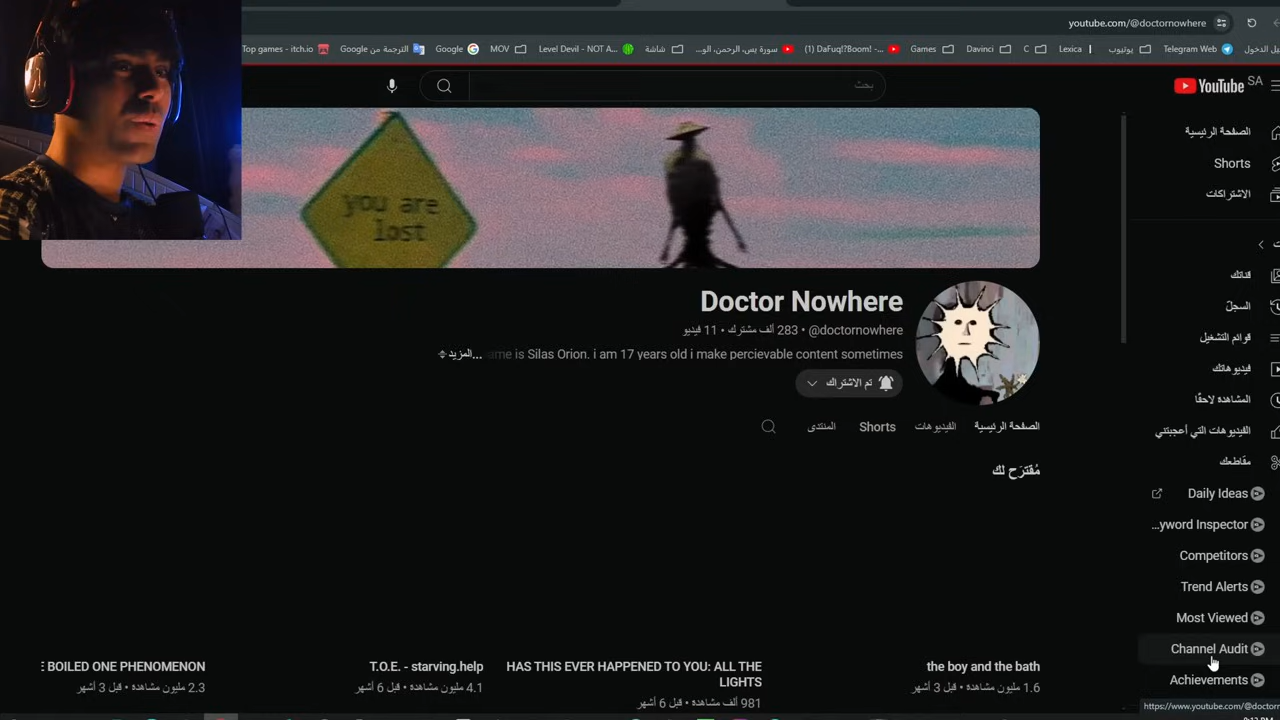 youtube.com/@doctornowhere
Top games - itch.io
الترجمة من Google
Google
MOV
Level Devil - NOT A...
شاشة
سورة يس، الرحمن، الو...
(1) DaFuq!?Boom! -...
Games
Davinci
C
Lexica
يوتيوب
Telegram Web
تسجيل الدخول
بحث
YouTube SA
you are
lost
الصفحة الرئيسية
Shorts
الاشتراكات
قناتك
السجلّ
قوائم التشغيل
فيديوهاتك
المشاهدة لاحقًا
الفيديوهات التي أعجبتني
مقاطعك
Daily Ideas
...yword Inspector
Competitors
Trend Alerts
Most Viewed
Channel Audit
Achievements
Doctor Nowhere
@doctornowhere • 283 ألف مشترك • 11 فيديو
ame is Silas Orion. i am 17 years old i make percievable content sometimes
...المزيد
تم الاشتراك
الصفحة الرئيسية
الفيديوهات
Shorts
المنتدى
مُقترَح لك
the boy and the bath
1.6 مليون مشاهدة • قبل 3 أشهر
HAS THIS EVER HAPPENED TO YOU: ALL THE
LIGHTS
981 ألف مشاهدة • قبل 6 أشهر
T.O.E. - starving.help
4.1 مليون مشاهدة • قبل 6 أشهر
E BOILED ONE PHENOMENON
2.3 مليون مشاهدة • قبل 3 أشهر
https://www.youtube.com/@doctor